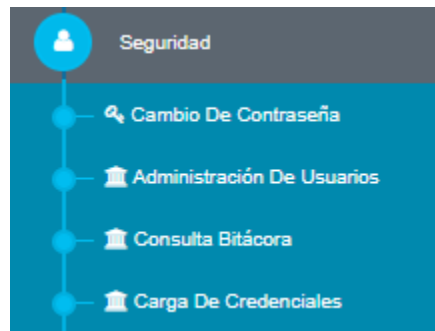 Seguridad
Cambio De Contraseña
Administración De Usuarios
Consulta Bitácora
Carga De Credenciales